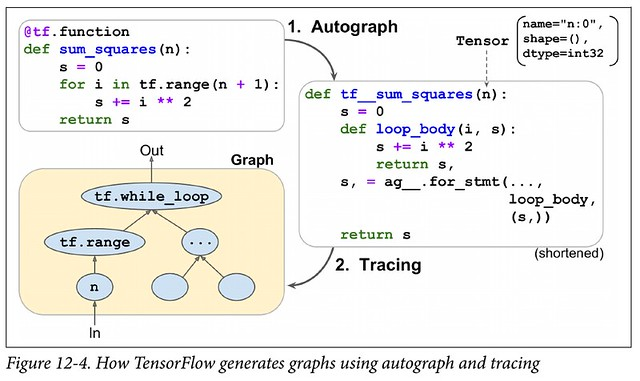 @tf.function
def sum_squares(n):
    s = 0
    for i in tf.range(n + 1):
        s += i ** 2
    return s
1. Autograph
Tensor
name="n:0",
shape=(),
dtype=int32
def tf__sum_squares(n):
    s = 0
    def loop_body(i, s):
        s += i ** 2
        return s,
    s, = ag__.for_stmt(...,
                       loop_body,
                       (s,))
    return s
(shortened)
2. Tracing
Graph
Out
tf.while_loop
tf.range
...
n
In
Figure 12-4. How TensorFlow generates graphs using autograph and tracing